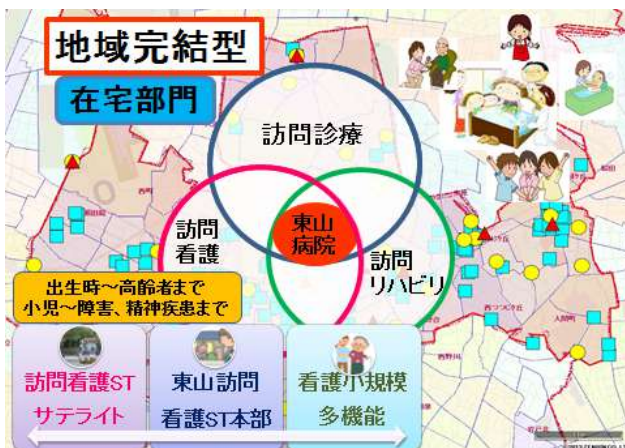 地域完結型
在宅部門
訪問診療
訪問
看護
東山
病院
訪問
リハビリ
出生時～高齢者まで
小児～障害、精神疾患まで
訪問看護ST
サテライト
東山訪問
看護ST本部
看護小規模
多機能